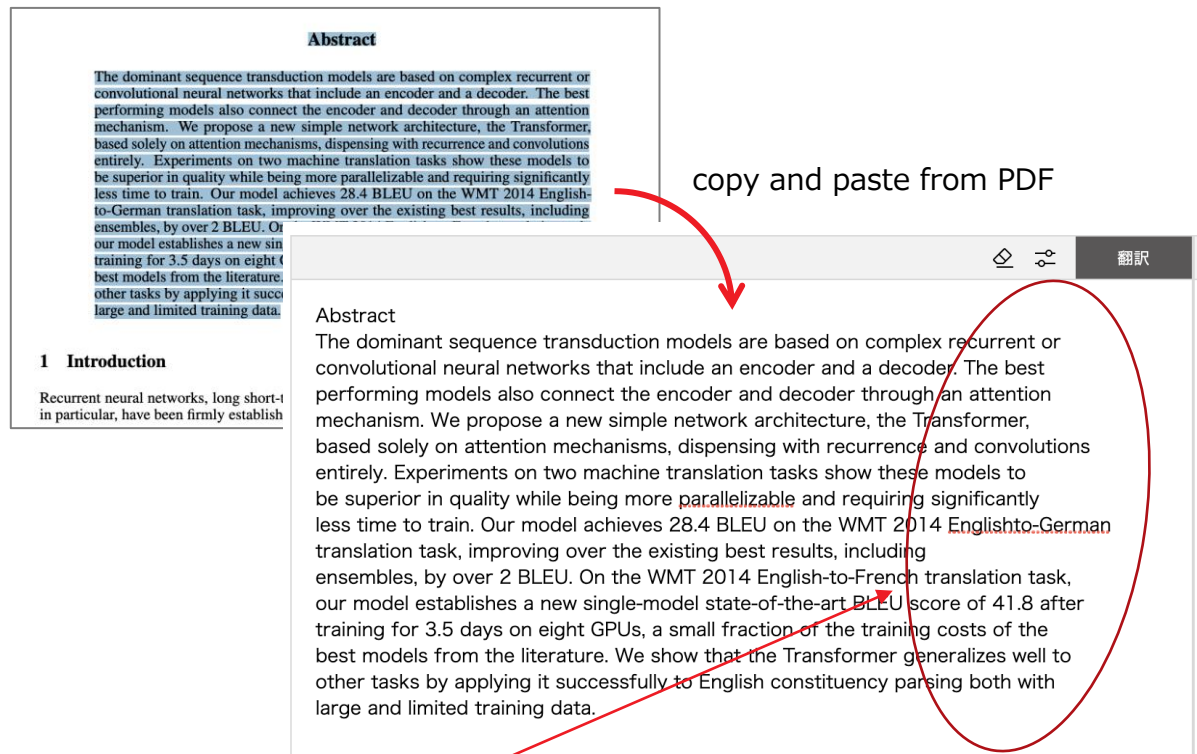 Abstract
The dominant sequence transduction models are based on complex recurrent or
convolutional neural networks that include an encoder and a decoder. The best
performing models also connect the encoder and decoder through an attention
mechanism. We propose a new simple network architecture, the Transformer,
based solely on attention mechanisms, dispensing with recurrence and convolutions
entirely. Experiments on two machine translation tasks show these models to
be superior in quality while being more parallelizable and requiring significantly
less time to train. Our model achieves 28.4 BLEU on the WMT 2014 English-
to-German translation task, improving over the existing best results, including
ensembles, by over 2 BLEU.
our model establishes a new
training for 3.5 days on eight
best models from the literature.
other tasks by applying it
large and limited training data.
1 Introduction
Recurrent neural networks, long
in particular, have been firmly
copy and paste from PDF
翻訳
Abstract
The dominant sequence transduction models are based on complex recurrent or
convolutional neural networks that include an encoder and a decoder. The best
performing models also connect the encoder and decoder through an attention
mechanism. We propose a new simple network architecture, the Transformer,
based solely on attention mechanisms, dispensing with recurrence and convolutions
entirely. Experiments on two machine translation tasks show these models to
be superior in quality while being more parallelizable and requiring significantly
less time to train. Our model achieves 28.4 BLEU on the WMT 2014 Englishto-German
translation task, improving over the existing best results, including
ensembles, by over 2 BLEU. On the WMT 2014 English-to-French translation task,
our model establishes a new single-model state-of-the-art BLEU score of 41.8 after
training for 3.5 days on eight GPUs, a small fraction of the training costs of the
best models from the literature. We show that the Transformer generalizes well to
other tasks by applying it successfully to English constituency parsing both with
large and limited training data.